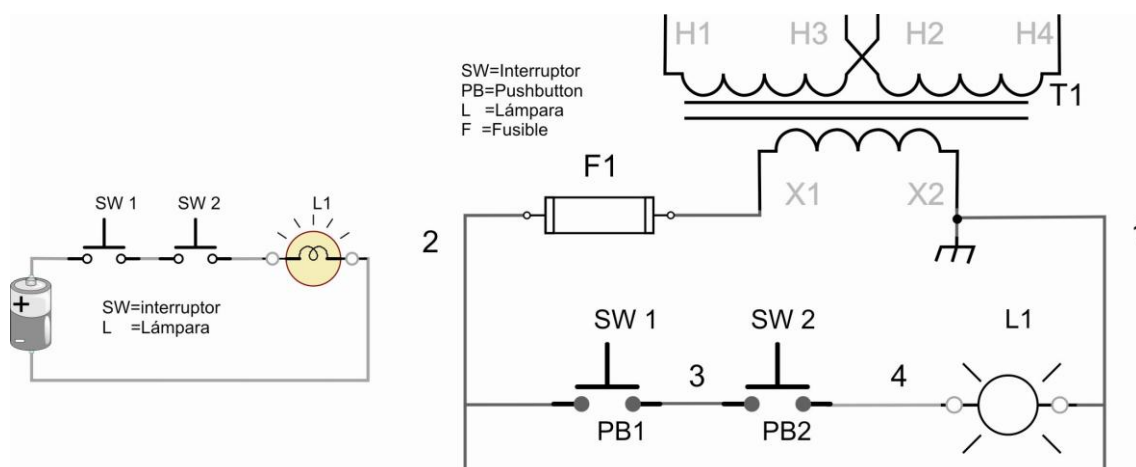 SW 1
SW 2
L1
+
-
SW=interruptor
L =Lámpara
H1
H3
H2
H4
T1
SW=Interruptor
PB=Pushbutton
L =Lámpara
F =Fusible
F1
X1
X2
2
SW 1
SW 2
L1
3
4
PB1
PB2